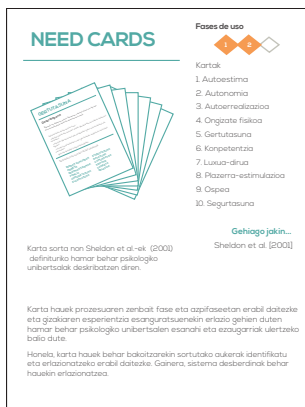 NEED CARDS
Fases de uso
1 2
Kartak
1. Autoestima
2. Autonomia
3. Autoerrealizazioa
4. Ongizate fisikoa
5. Gertutasuna
6. Konpetentzia
7. Luxua-dirua
8. Plazerra-estimulazioa
9. Ospea
10. Segurtasuna
Gehiago jakin...
Sheldon et al. [2001]
Karta sorta non Sheldon et al.-ek (2001)
definituriko hamar behar psikologiko
unibertsalak deskribatzen diren.
Karta hauek prozesuaren zenbait fase eta azpifaseetan erabil daitezke
eta gizakiaren esperientzia esanguratsuenekin erlazio gehien duten
hamar behar psikologiko unibertsalen esanahi eta ezaugarriak ulertzeko
balio dute.
Honela, karta hauek behar bakoitzarekin sortutako aukerak identifikatu
eta erlazionatzeko erabil daitezke. Gainera, sistema desberdinak behar
hauekin erlazionatzea.